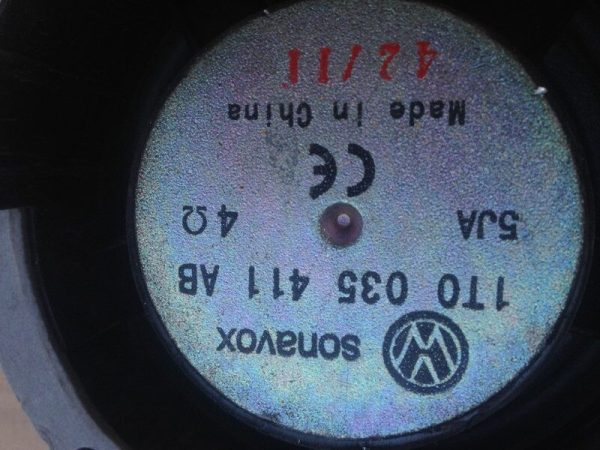 sonavox
1T0 035 411 AB
5JA 4 Ω
CE
Made in China
42/11